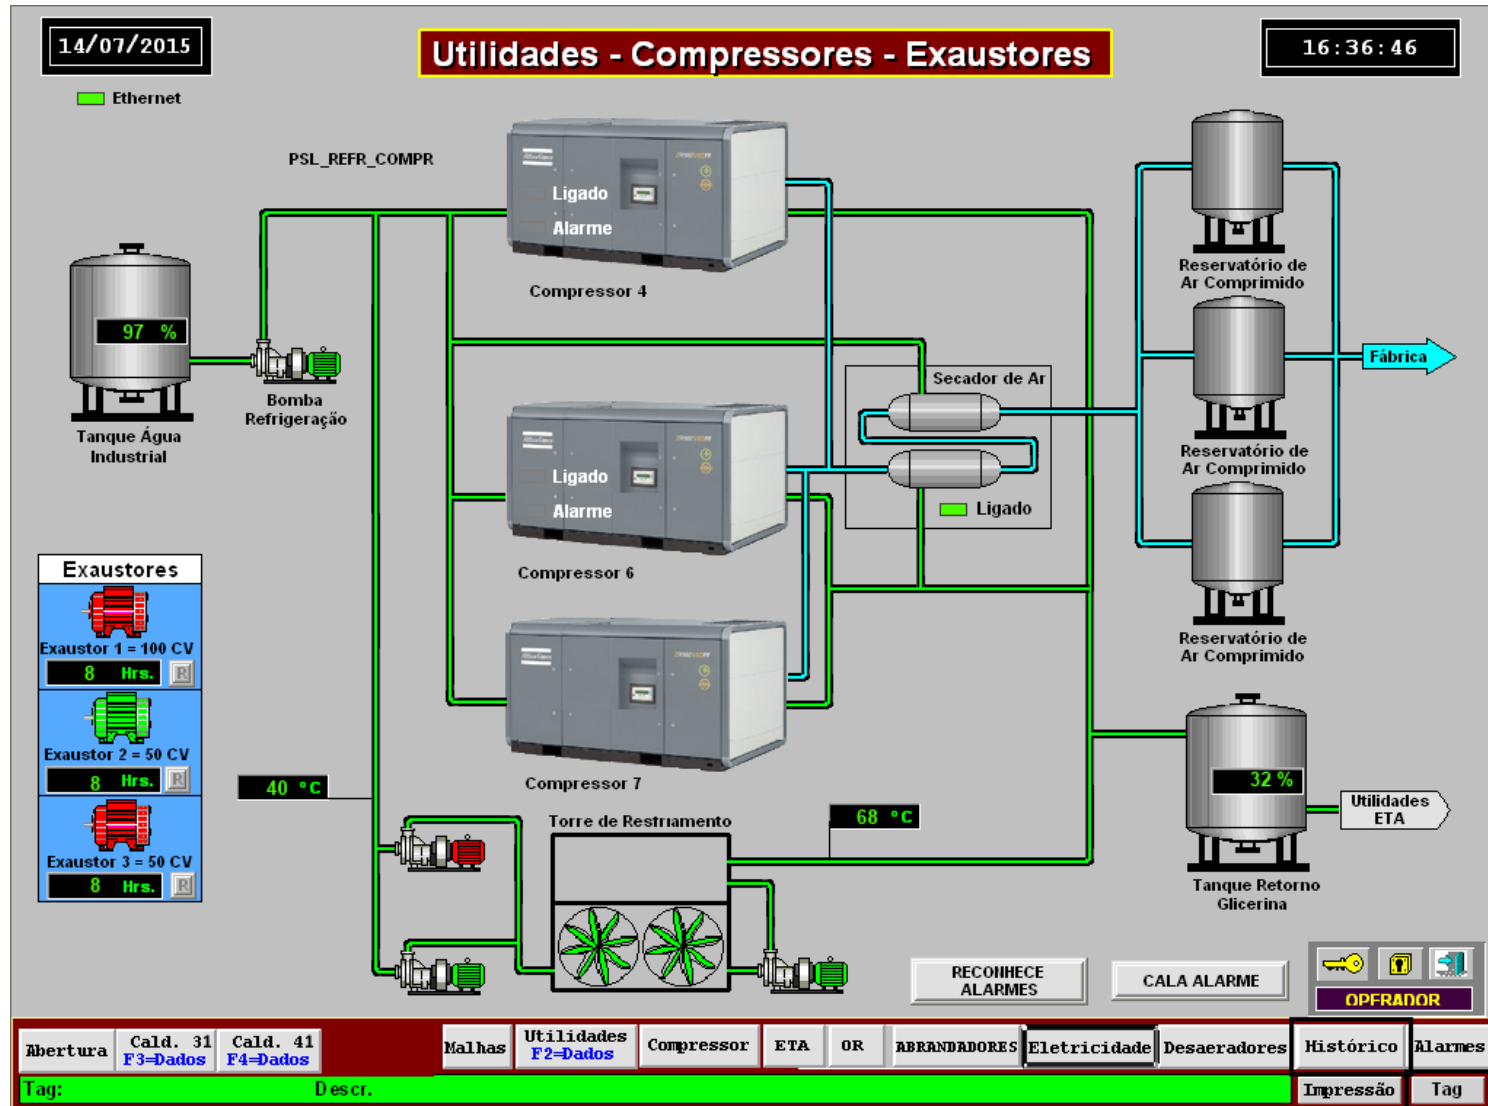 14/07/2015
Utilidades - Compressores - Exaustores
16:36:46
Ethernet
PSL_REFR_COMPR
Ligado
Alarme
Compressor 4
Reservatório de
Ar Comprimido
97 %
Bomba
Refrigeração
Tanque Água
Industrial
Secador de Ar
Fábrica
Ligado
Alarme
Compressor 6
Ligado
Reservatório de
Ar Comprimido
Reservatório de
Ar Comprimido
Exaustores
Exaustor 1 = 100 CV
8 Hrs. R
Exaustor 2 = 50 CV
8 Hrs. R
Exaustor 3 = 50 CV
8 Hrs. R
Compressor 7
40 °C
Torre de Restriamento
68 °C
32 %
Utilidades
ETA
Tanque Retorno
Glicerina
RECONHECE
ALARMES
CALA ALARME
OPERADOR
Abertura
Cald. 31
F3=Dados
Cald. 41
F4=Dados
Malhas
Utilidades
F2=Dados
Compressor
ETA
OR
ABRANDADORES
Eletricidade
Desaeradores
Histórico
Alarmes
Tag:
Descr.
Impressão
Tag